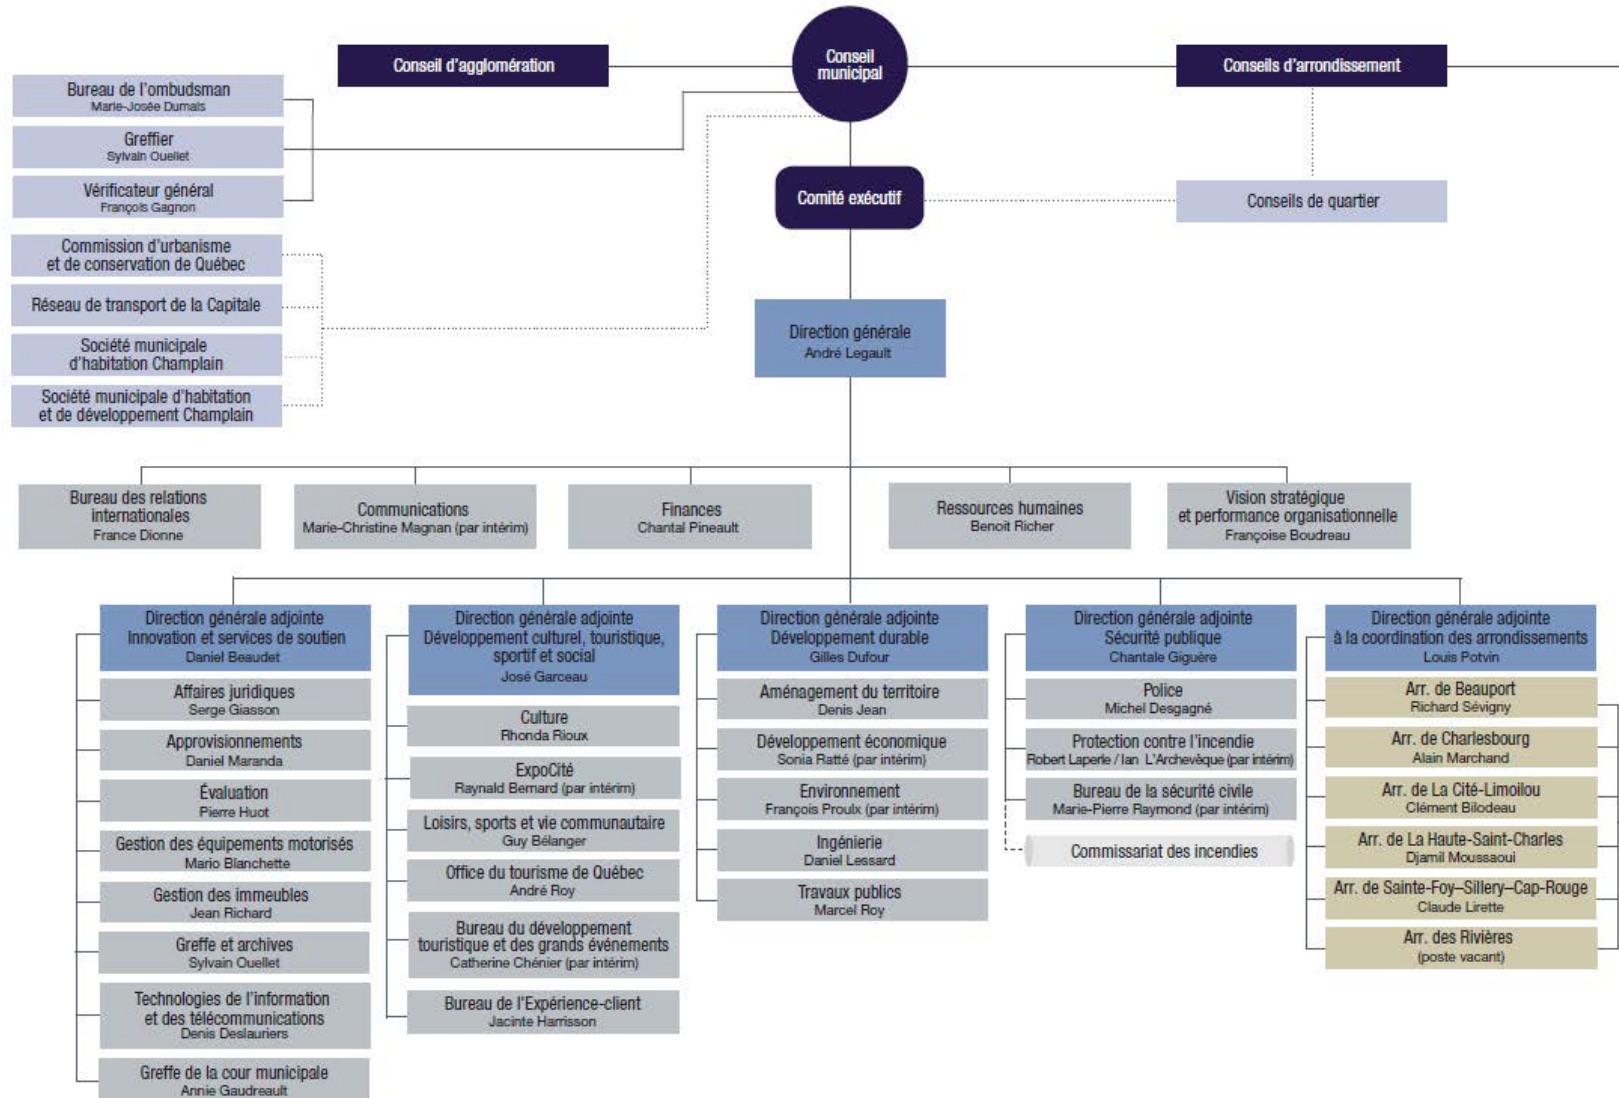 Conseil d'agglomération
Conseil
municipal
Conseils d'arrondissement
Bureau de l'ombudsman
Marie-Josée Dumais
Greffier
Sylvain Ouellet
Vérificateur général
François Gagnon
Comité exécutif
Conseils de quartier
Commission d'urbanisme
et de conservation de Québec
Réseau de transport de la Capitale
Société municipale
d'habitation Champlain
Société municipale d'habitation
et de développement Champlain
Direction générale
André Legault
Bureau des relations
internationales
France Dionne
Communications
Marie-Christine Magnan (par intérim)
Finances
Chantal Pineault
Ressources humaines
Benoit Richer
Vision stratégique
et performance organisationnelle
Françoise Boudreau
Direction générale adjointe
Innovation et services de soutien
Daniel Beaudet
Affaires juridiques
Serge Giasson
Approvisionnements
Daniel Maranda
Évaluation
Pierre Huot
Gestion des équipements motorisés
Mario Blanchette
Gestion des immeubles
Jean Richard
Greffe et archives
Sylvain Ouellet
Technologies de l'information
et des télécommunications
Denis Deslauriers
Greffe de la cour municipale
Annie Gaudreault
Direction générale adjointe
Développement culturel, touristique,
sportif et social
José Garceau
Culture
Rhonda Rioux
ExpoCité
Raynald Bernard (par intérim)
Loisirs, sports et vie communautaire
Guy Bélanger
Office du tourisme de Québec
André Roy
Bureau du développement
touristique et des grands événements
Catherine Chénier (par intérim)
Bureau de l'Expérience-client
Jacinte Harrisson
Direction générale adjointe
Développement durable
Gilles Dufour
Aménagement du territoire
Denis Jean
Développement économique
Sonia Ratté (par intérim)
Environnement
François Proulx (par intérim)
Ingénierie
Daniel Lessard
Travaux publics
Marcel Roy
Direction générale adjointe
Sécurité publique
Chantale Giguère
Police
Michel Desgagné
Protection contre l'incendie
Robert Laperle / Ian L'Archevêque (par intérim)
Bureau de la sécurité civile
Marie-Pierre Raymond (par intérim)
Commissariat des incendies
Direction générale adjointe
à la coordination des arrondissements
Louis Potvin
Arr. de Beauport
Richard Sévigny
Arr. de Charlesbourg
Alain Marchand
Arr. de La Cité-Limoilou
Clément Bilodeau
Arr. de La Haute-Saint-Charles
Djamil Moussaoui
Arr. de Sainte-Foy–Sillery–Cap-Rouge
Claude Lirette
Arr. des Rivières
(poste vacant)